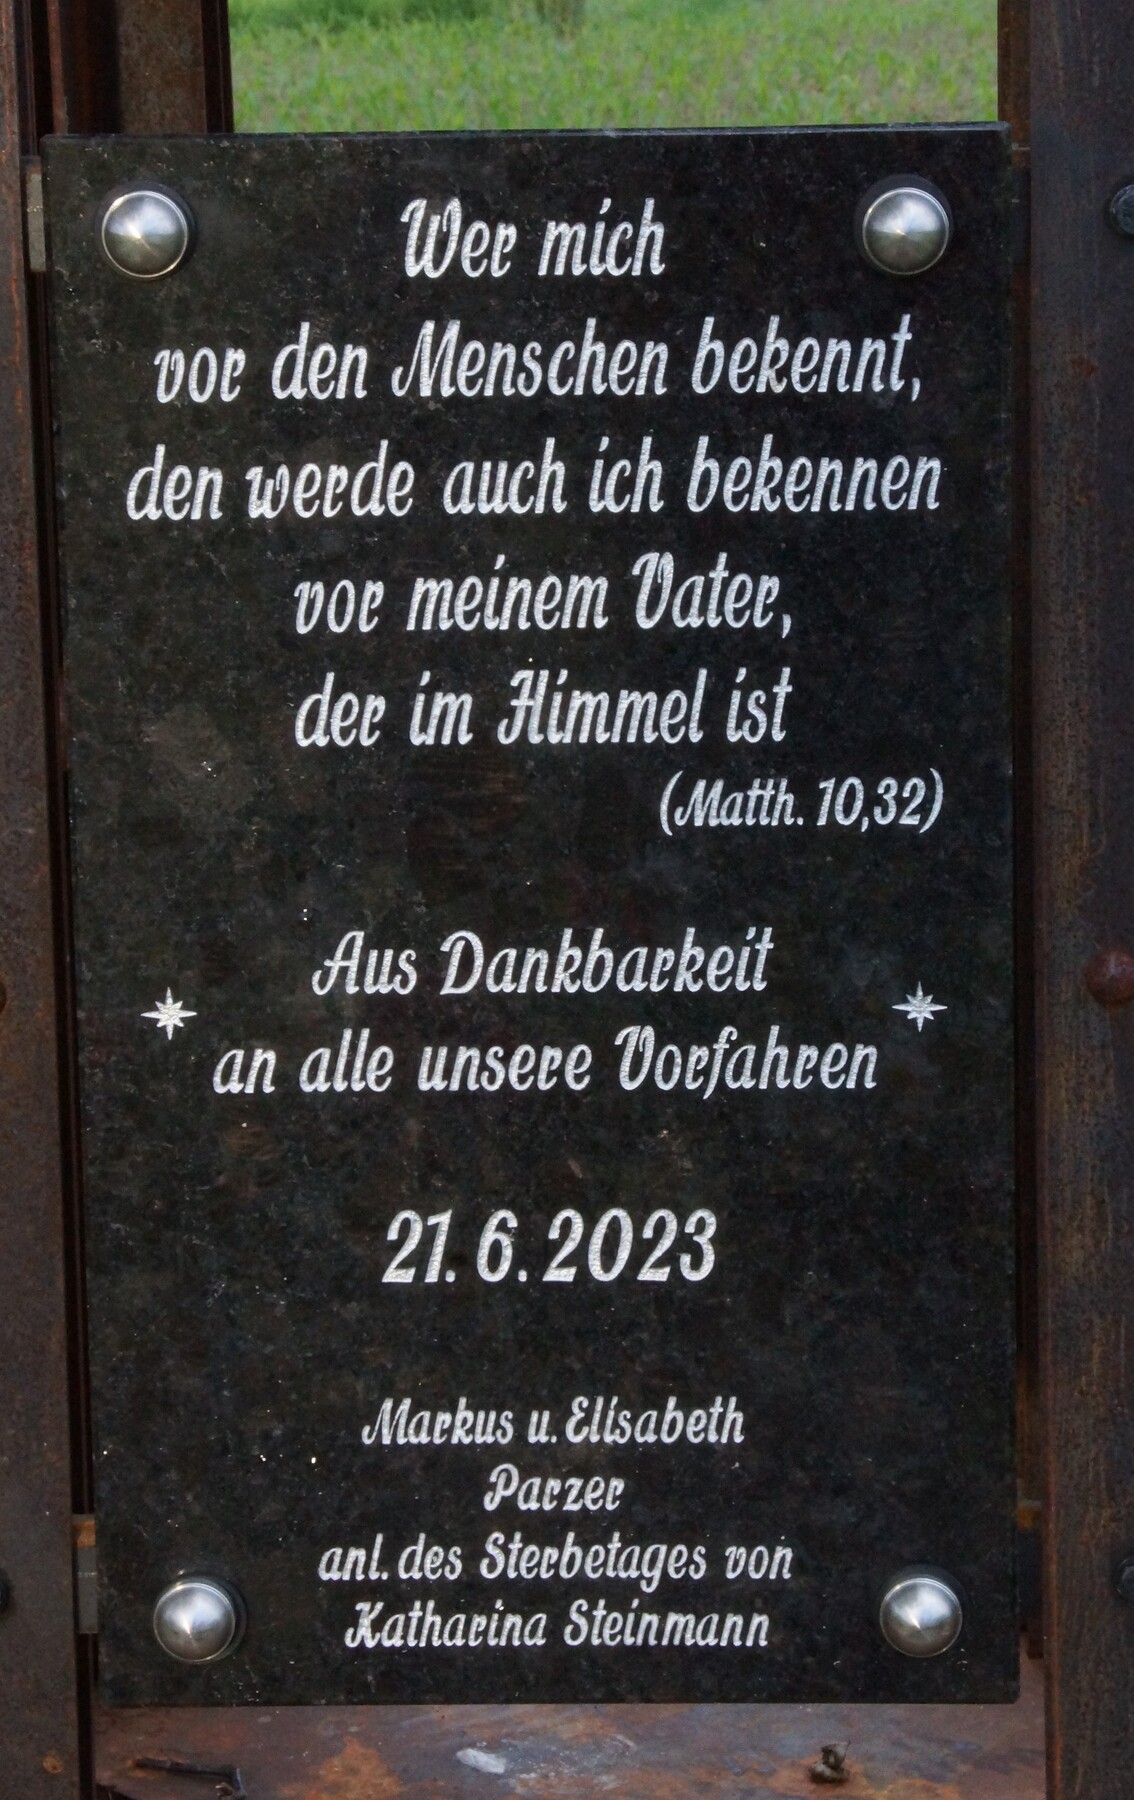 Wer mich
vor den Menschen bekennt,
den werde auch ich bekennen
vor meinem Vater,
der im Himmel ist
(Matth. 10,32)
Aus Dankbarkeit
an alle unsere Vorfahren
21. 6. 2023
Markus u. Elisabeth
Parzer
anl. des Sterbetages von
Katharina Steinmann